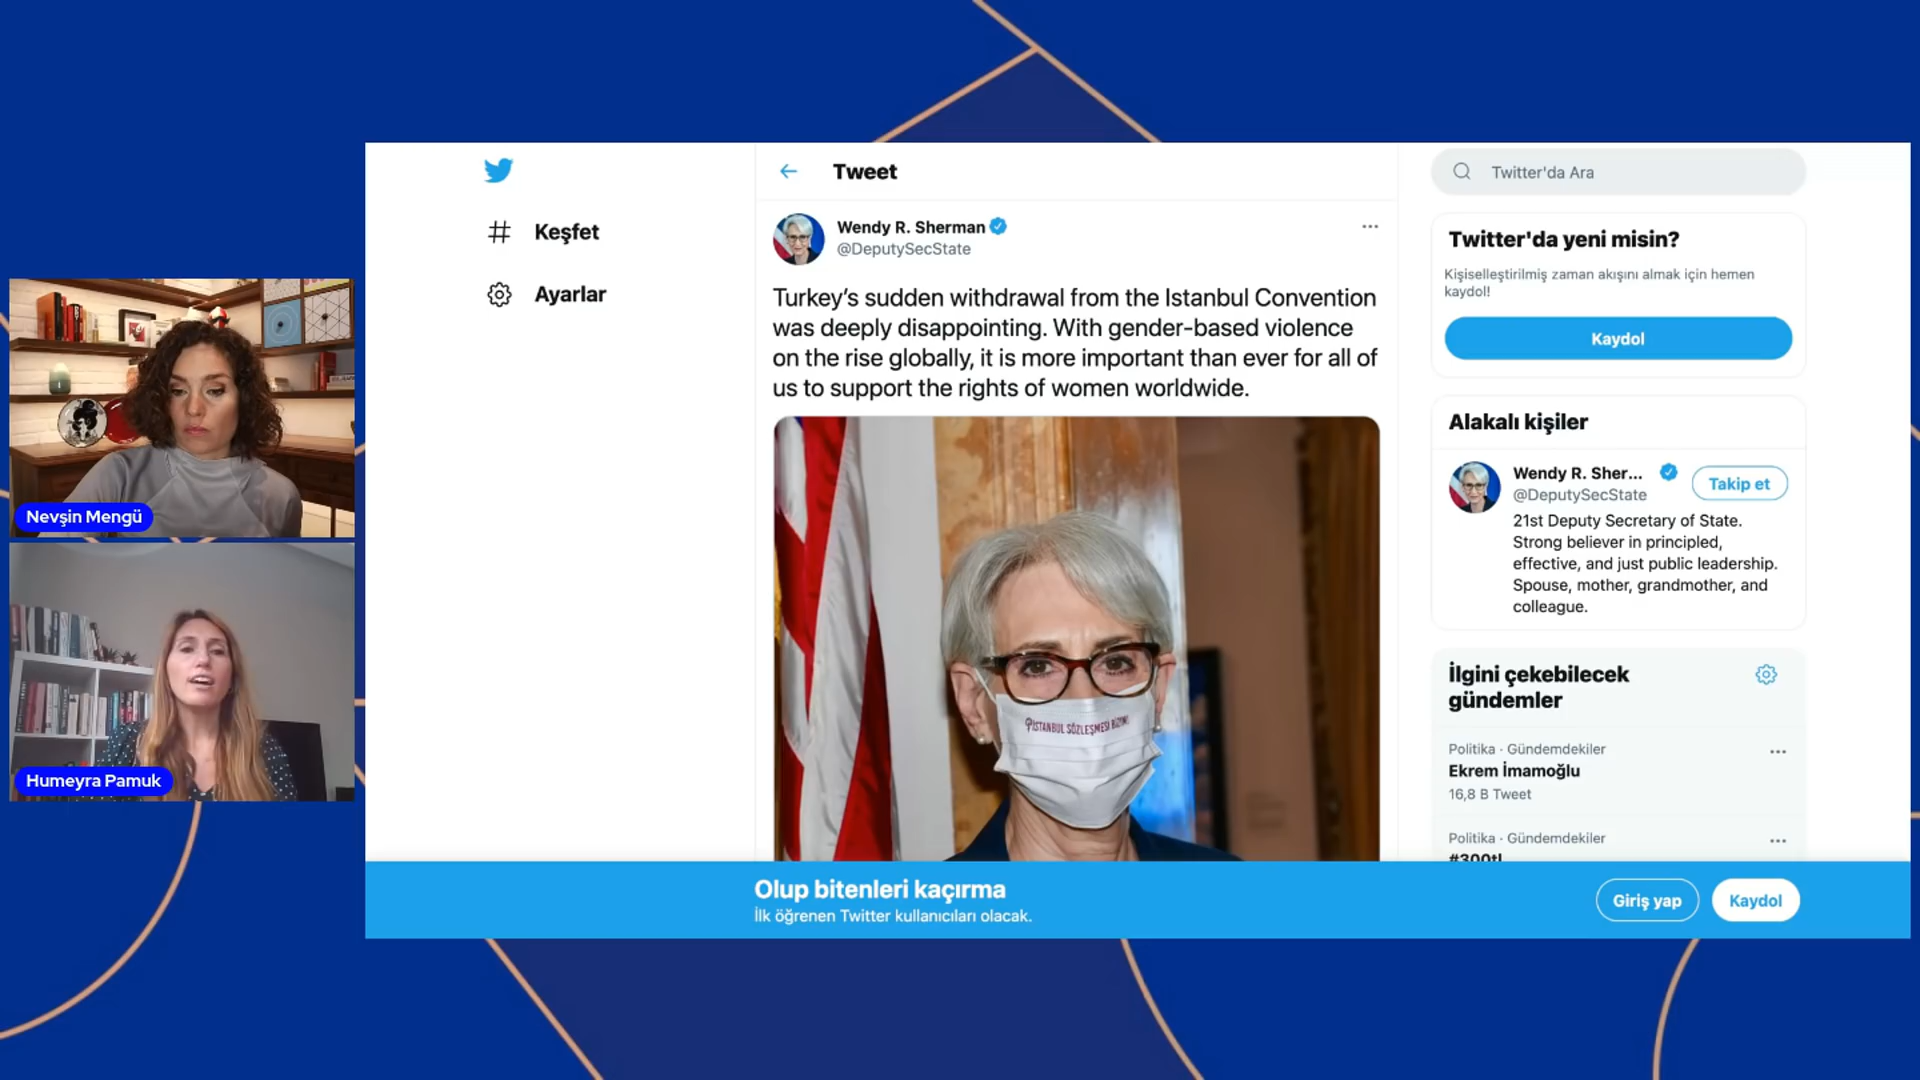 Nevşin Mengü
Humeyra Pamuk
Keşfet
Ayarlar
Tweet
Wendy R. Sherman
@DeputySecState
Turkey’s sudden withdrawal from the Istanbul Convention
was deeply disappointing. With gender-based violence
on the rise globally, it is more important than ever for all of
us to support the rights of women worldwide.
İSTANBUL SÖZLEŞMESİ BİZİM!
Twitter'da Ara
Twitter'da yeni misin?
Kişiselleştirilmiş zaman akışını almak için hemen
kaydol!
Kaydol
Alakalı kişiler
Wendy R. Sher...
@DeputySecState
Takip et
21st Deputy Secretary of State.
Strong believer in principled,
effective, and just public leadership.
Spouse, mother, grandmother, and
colleague.
İlgini çekebilecek
gündemler
Politika · Gündemdekiler
Ekrem İmamoğlu
16,8 B Tweet
Politika · Gündemdekiler
#300tl
Olup bitenleri kaçırma
İlk öğrenen Twitter kullanıcıları olacak.
Giriş yap
Kaydol